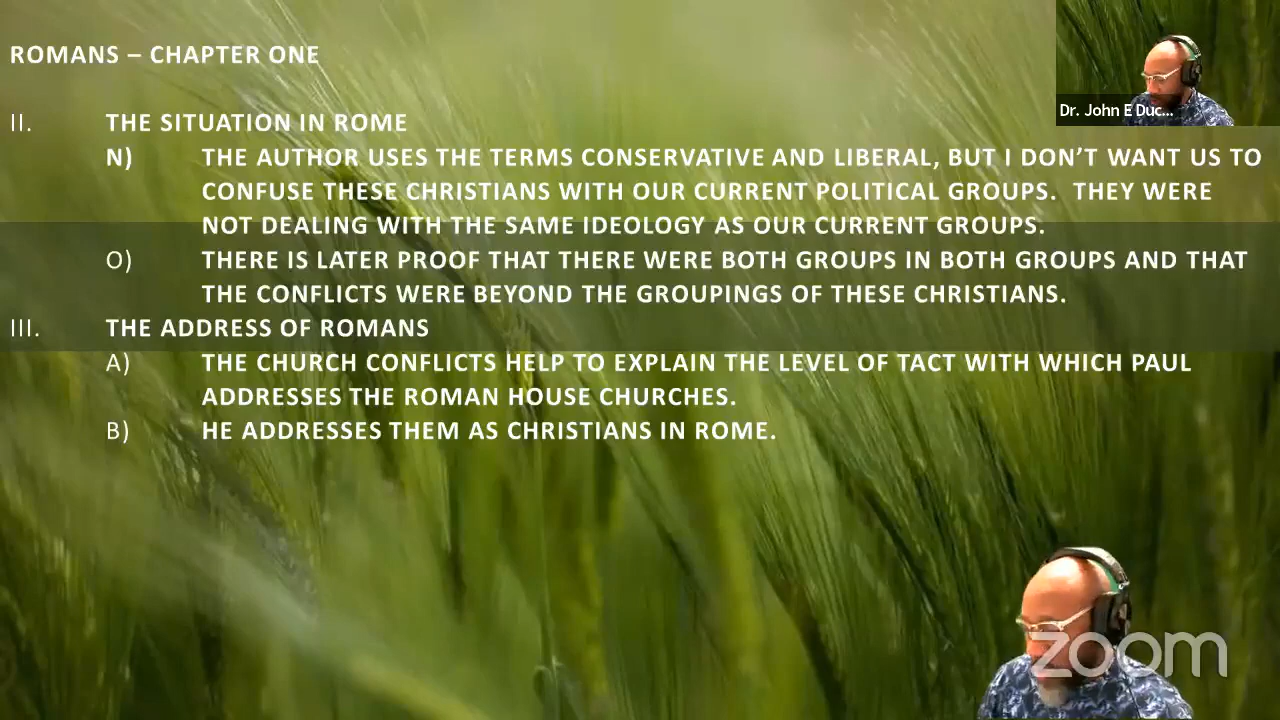 ROMANS – CHAPTER ONE
Dr. John E Duc...
II. THE SITUATION IN ROME
N) THE AUTHOR USES THE TERMS CONSERVATIVE AND LIBERAL, BUT I DON’T WANT US TO
CONFUSE THESE CHRISTIANS WITH OUR CURRENT POLITICAL GROUPS. THEY WERE
NOT DEALING WITH THE SAME IDEOLOGY AS OUR CURRENT GROUPS.
O) THERE IS LATER PROOF THAT THERE WERE BOTH GROUPS IN BOTH GROUPS AND THAT
THE CONFLICTS WERE BEYOND THE GROUPINGS OF THESE CHRISTIANS.
III. THE ADDRESS OF ROMANS
A) THE CHURCH CONFLICTS HELP TO EXPLAIN THE LEVEL OF TACT WITH WHICH PAUL
ADDRESSES THE ROMAN HOUSE CHURCHES.
B) HE ADDRESSES THEM AS CHRISTIANS IN ROME.
zoom